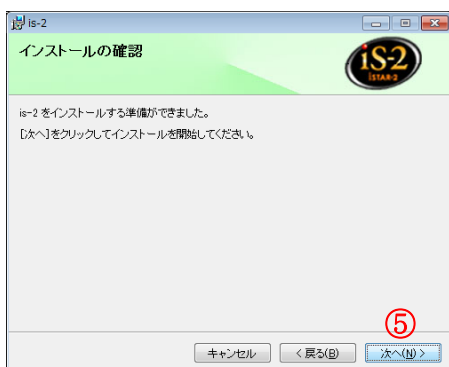 is-2
インストールの確認
iS-2
iSTAR-2
is-2 をインストールする準備ができました。
[次へ]をクリックしてインストールを開始してください。
⑤
キャンセル
< 戻る(B)
次へ(N) >